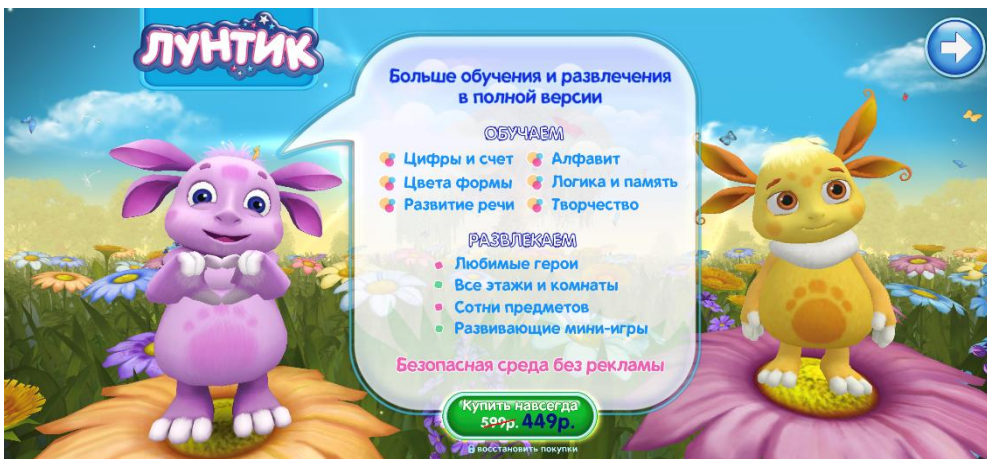 ЛУНТИК
Больше обучения и развлечения
в полной версии
ОБУЧАЕМ
Цифры и счет
Алфавит
Цвета формы
Логика и память
Развитие речи
Творчество
РАЗВЛЕКАЕМ
Любимые герои
Все этажи и комнаты
Сотни предметов
Развивающие мини-игры
Безопасная среда без рекламы
Купить навсегда
599р. 449р.
восстановить покупки